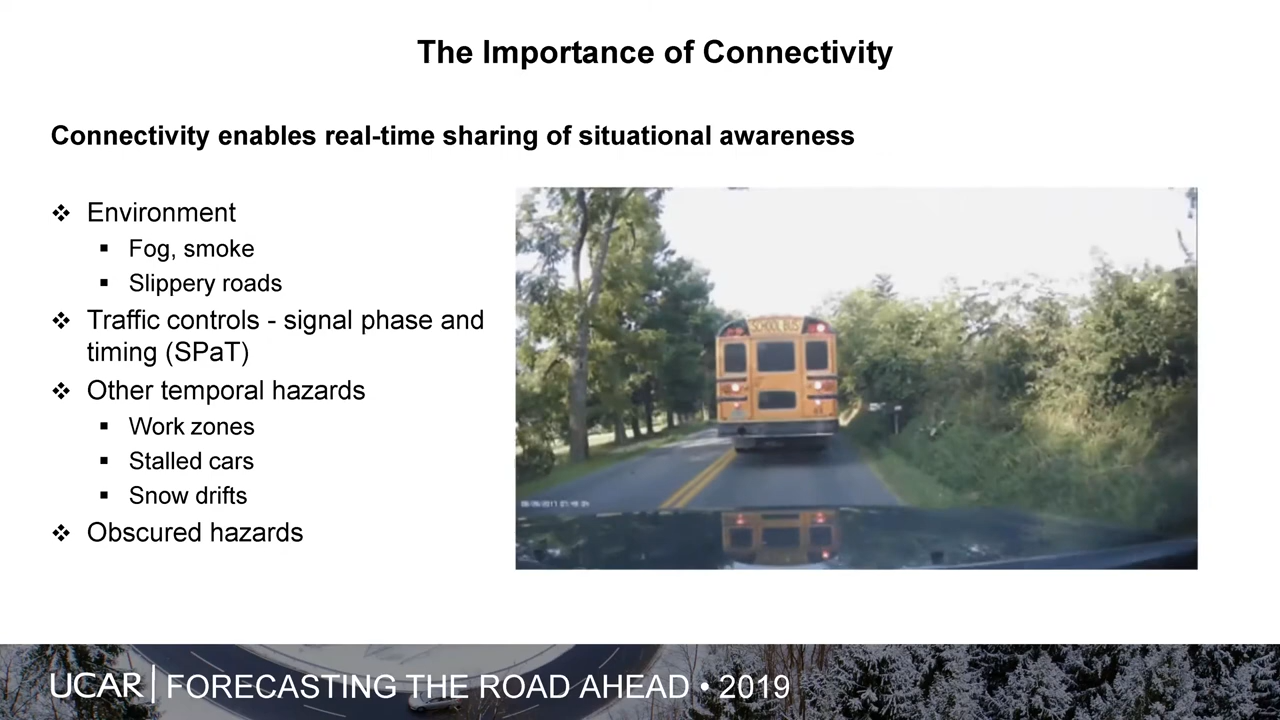 The Importance of Connectivity
Connectivity enables real-time sharing of situational awareness
❖ Environment
▪ Fog, smoke
▪ Slippery roads
❖ Traffic controls - signal phase and
timing (SPaT)
❖ Other temporal hazards
▪ Work zones
▪ Stalled cars
▪ Snow drifts
❖ Obscured hazards
SCHOOL BUS
UCAR | FORECASTING THE ROAD AHEAD • 2019